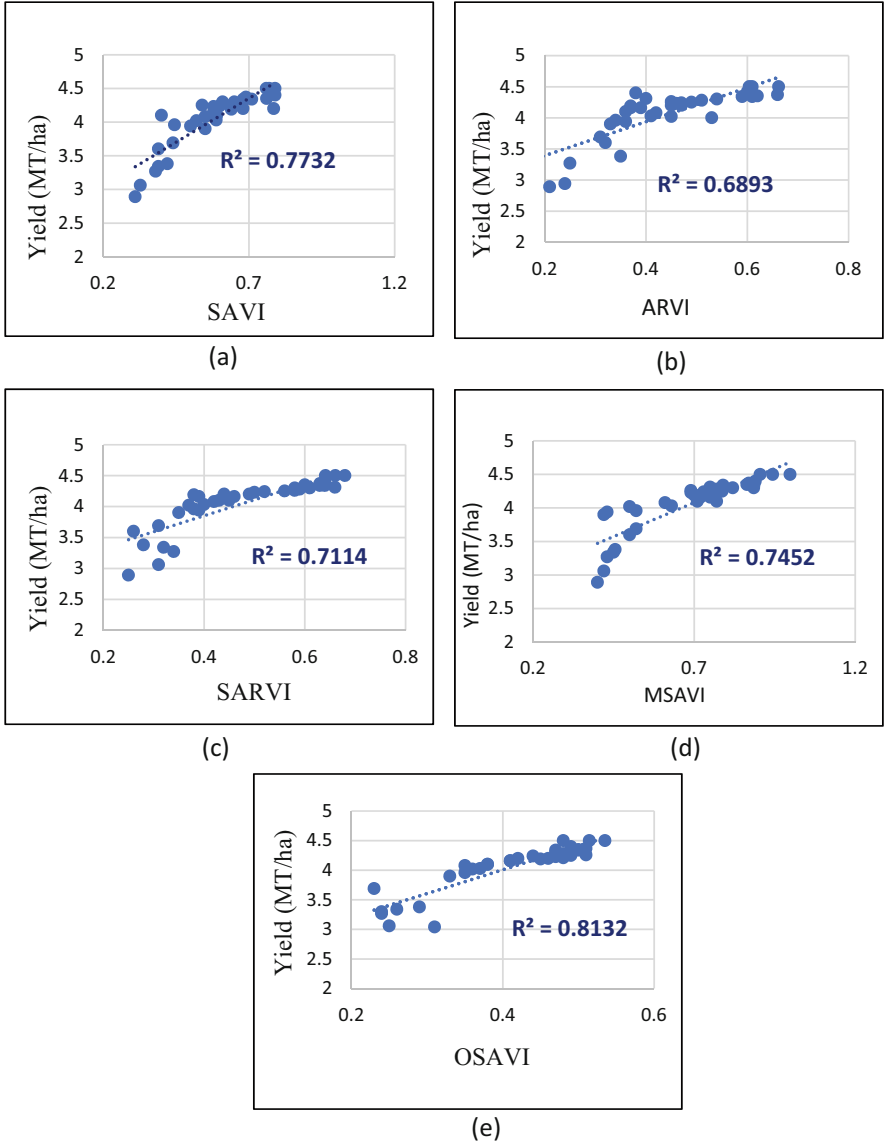 5
4.5
4
3.5
3
2.5
2
Yield (MT/ha)
R² = 0.7732
0.2 0.7 1.2
SAVI
(a)
5
4.5
4
3.5
3
2.5
2
Yield (MT/ha)
R² = 0.6893
0.2 0.4 0.6 0.8
ARVI
(b)
5
4.5
4
3.5
3
2.5
2
Yield (MT/ha)
R² = 0.7114
0.2 0.4 0.6 0.8
SARVI
(c)
5
4.5
4
3.5
3
2.5
2
Yield (MT/ha)
R² = 0.7452
0.2 0.7 1.2
MSAVI
(d)
5
4.5
4
3.5
3
2.5
2
Yield (MT/ha)
R² = 0.8132
0.2 0.4 0.6
OSAVI
(e)